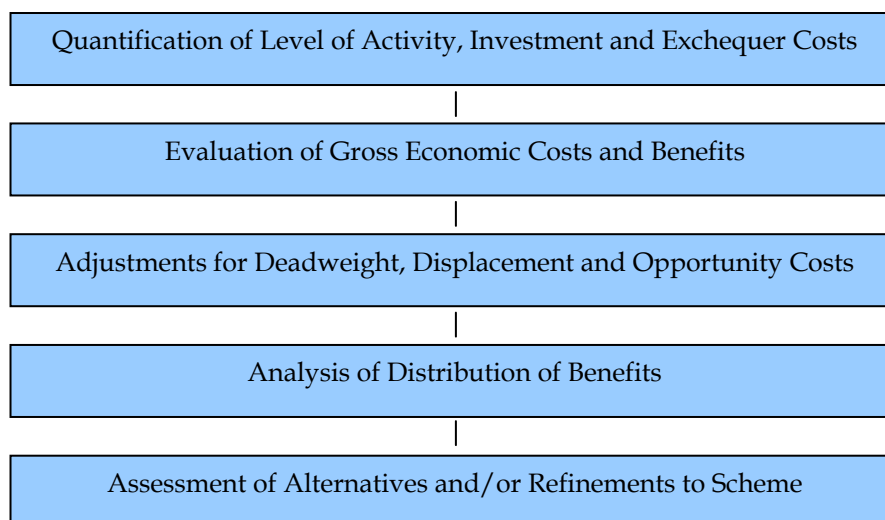 Quantification of Level of Activity, Investment and Exchequer Costs
Evaluation of Gross Economic Costs and Benefits
Adjustments for Deadweight, Displacement and Opportunity Costs
Analysis of Distribution of Benefits
Assessment of Alternatives and/or Refinements to Scheme